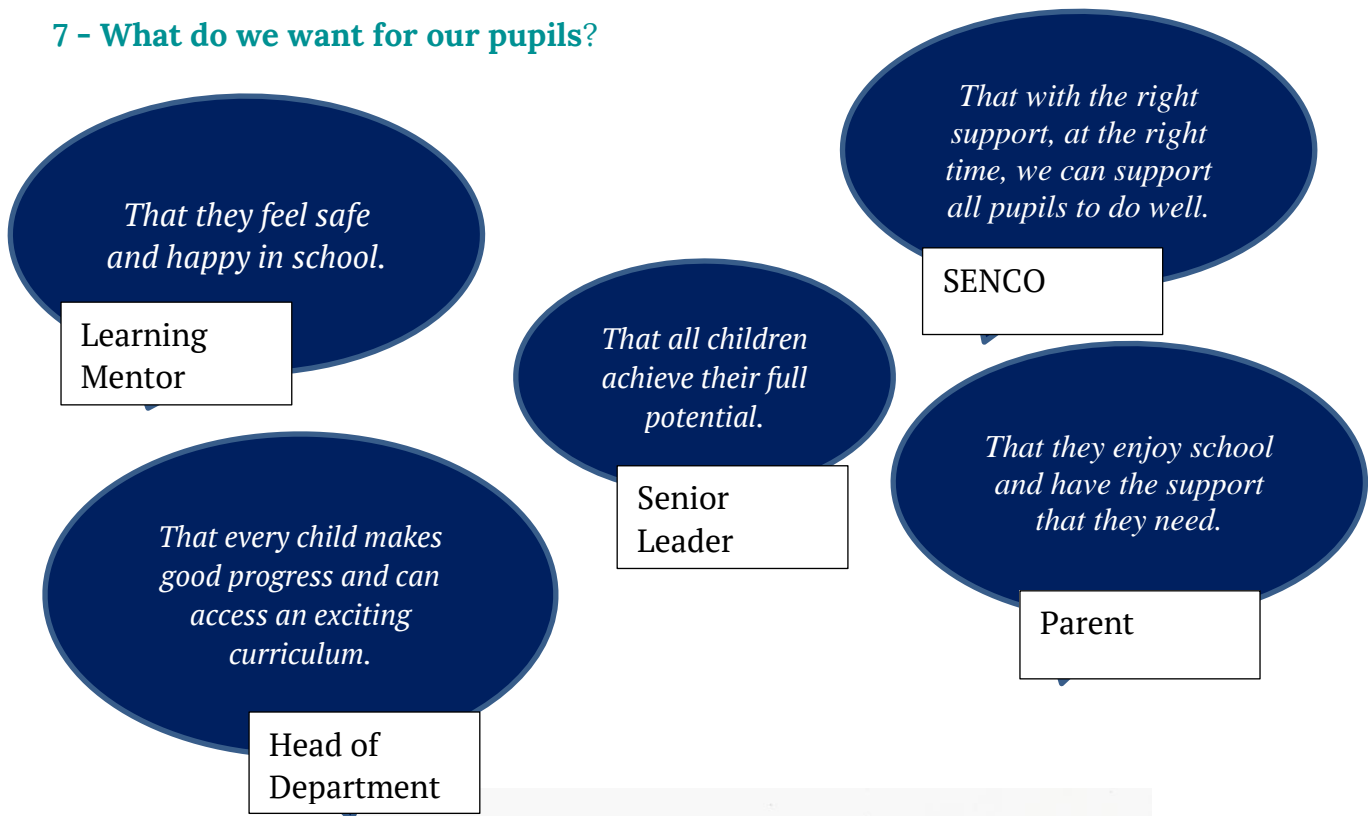 7 - What do we want for our pupils?
That they feel safe
and happy in school.
Learning
Mentor
That with the right
support, at the right
time, we can support
all pupils to do well.
SENCO
That all children
achieve their full
potential.
Senior
Leader
That they enjoy school
and have the support
that they need.
Parent
That every child makes
good progress and can
access an exciting
curriculum.
Head of
Department